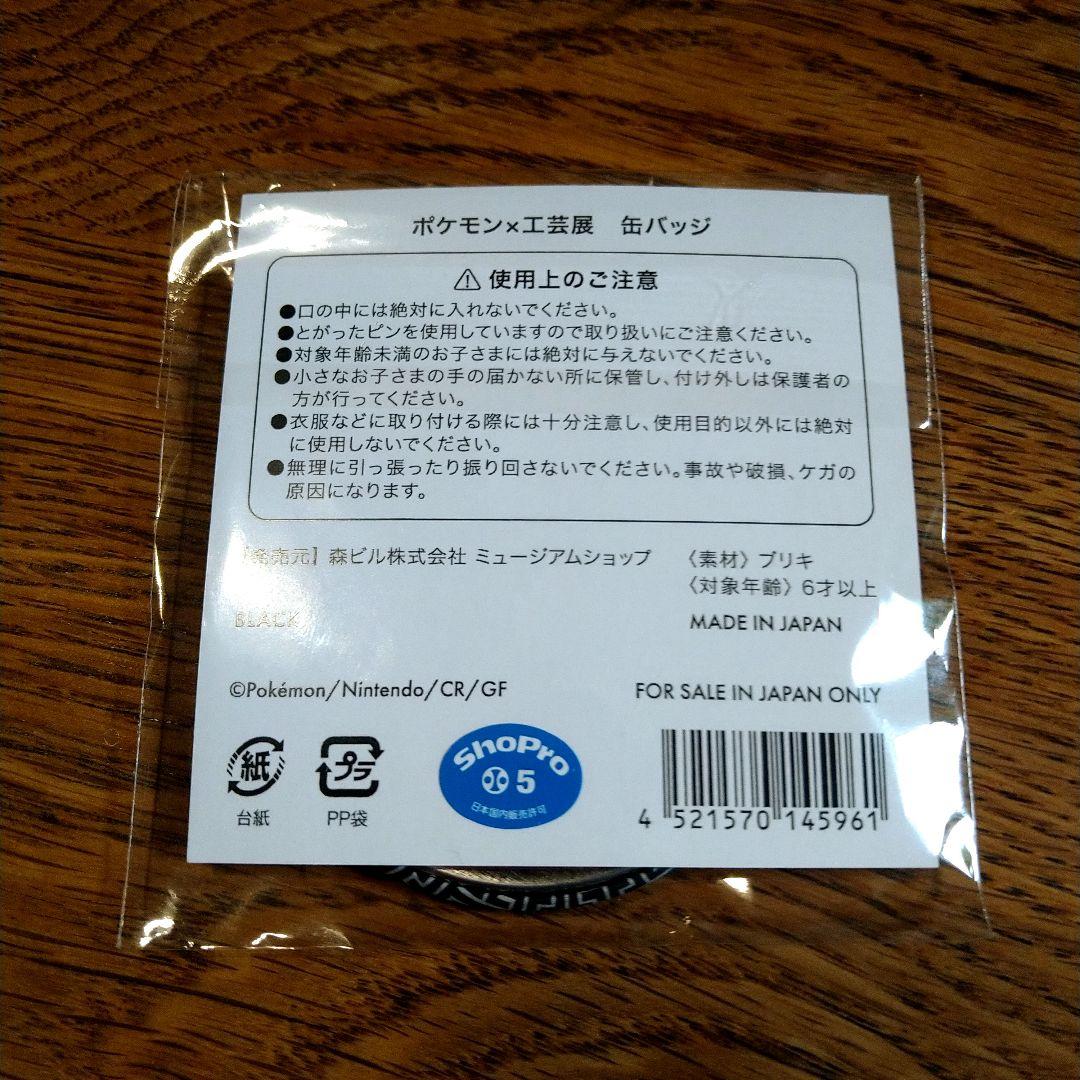 ポケモン×工芸展　缶バッジ
⚠ 使用上のご注意
●口の中には絶対に入れないでください。
●とがったピンを使用していますので取り扱いにご注意ください。
●対象年齢未満のお子さまには絶対に与えないでください。
●小さなお子さまの手の届かない所に保管し、付け外しは保護者の
方が行ってください。
●衣服などに取り付ける際には十分注意し、使用目的以外には絶対
に使用しないでください。
●無理に引っ張ったり振り回さないでください。事故や破損、ケガの
原因になります。
【発売元】森ビル株式会社 ミュージアムショップ
〈素材〉ブリキ
〈対象年齢〉6才以上
BLACK
MADE IN JAPAN
©Pokémon/Nintendo/CR/GF
FOR SALE IN JAPAN ONLY
紙
台紙
プラ
PP袋
ShoPro
5
日本国内販売許可
4 521570 145961